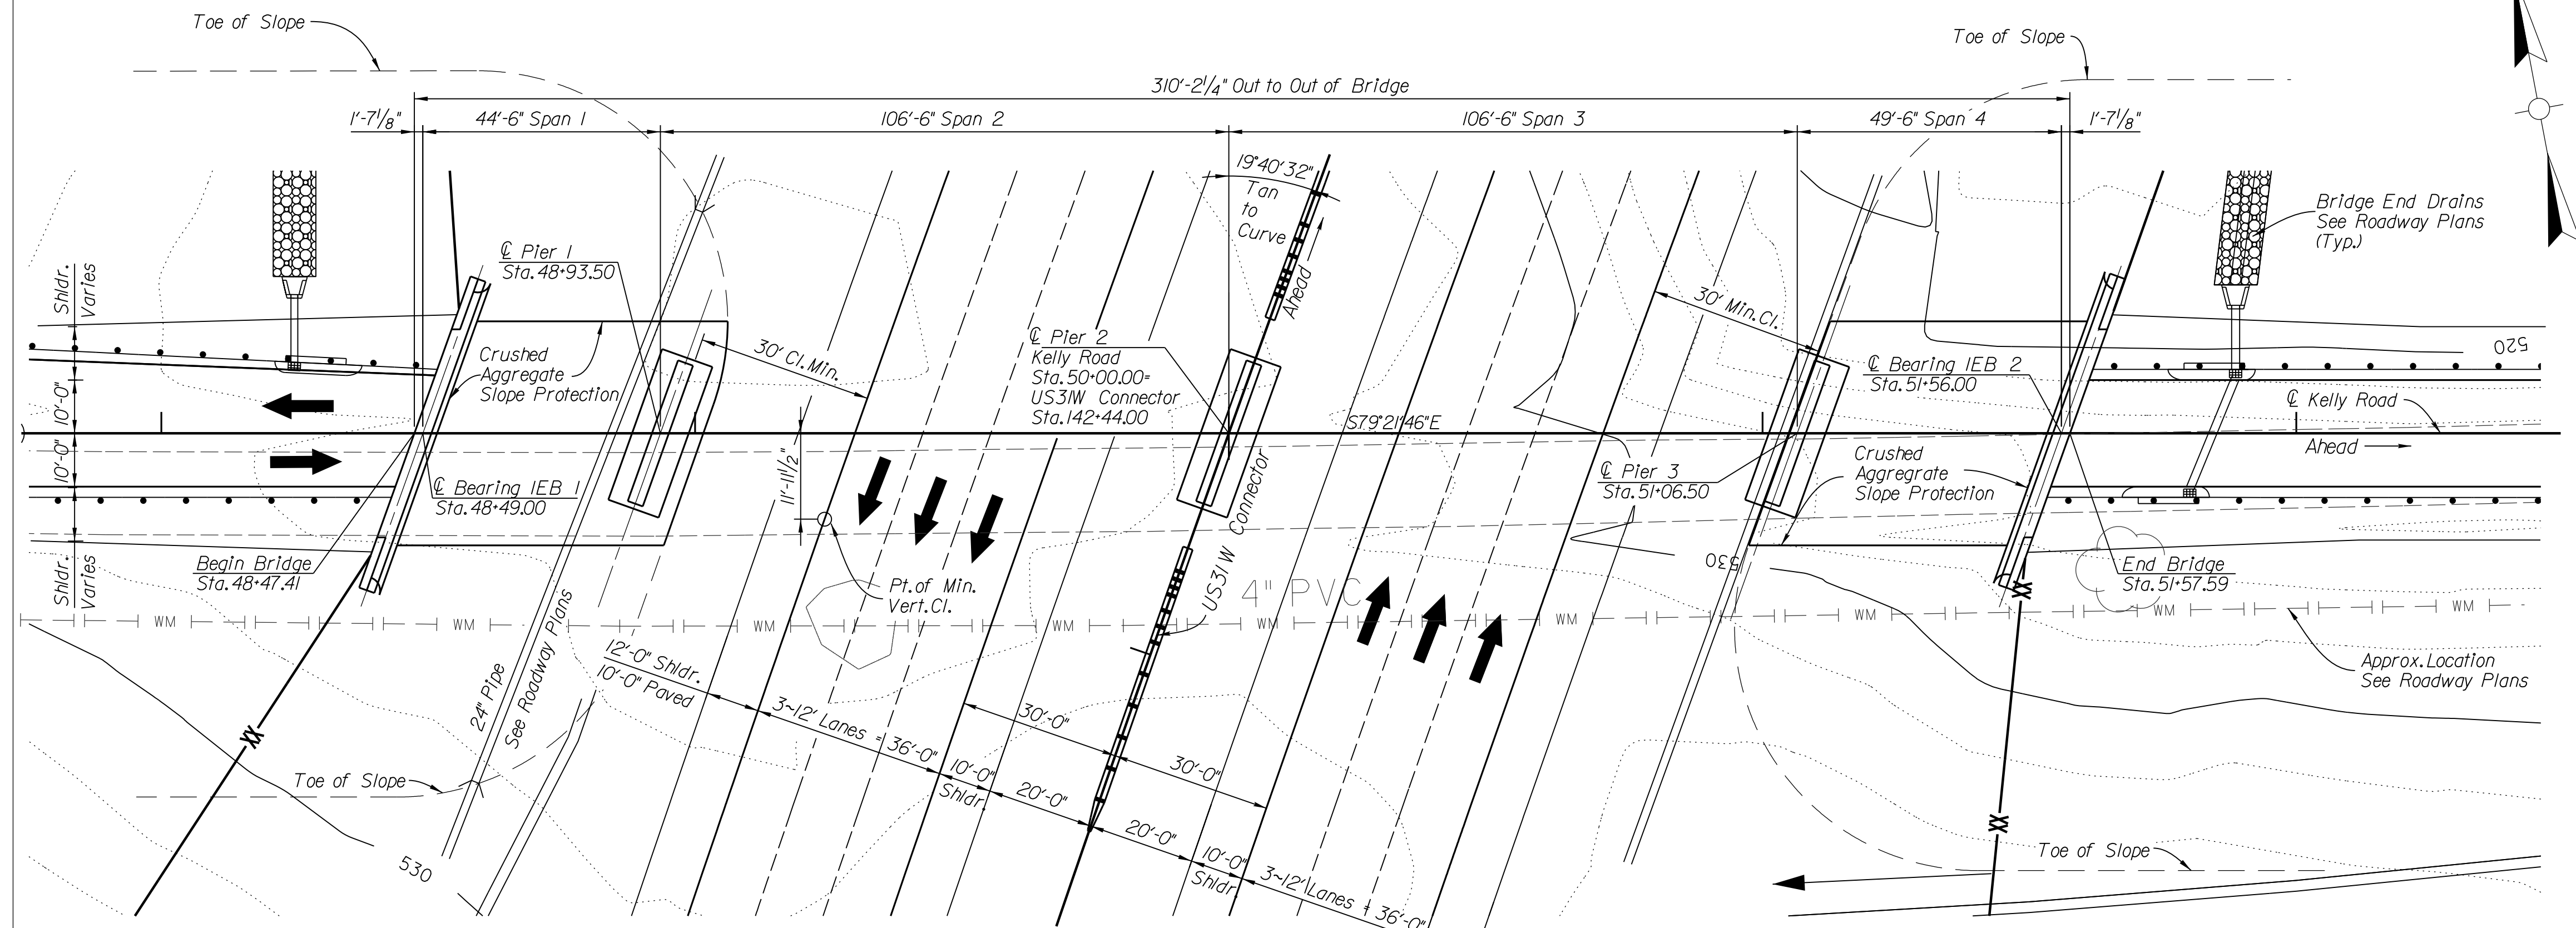 Toe of Slope
Toe of Slope
310'-2 1/4" Out to Out of Bridge
1'-7 1/8"
44'-6" Span 1
106'-6" Span 2
106'-6" Span 3
49'-6" Span 4
1'-7 1/8"
19°40'32"
Tan
to
Curve
Ahead
Bridge End Drains
See Roadway Plans
(Typ.)
℄ Pier 1
Sta. 48+93.50
Shldr.
Varies
30' Min. Cl.
Crushed
Aggregate
Slope Protection
30' Cl. Min.
℄ Pier 2
Kelly Road
Sta. 50+00.00=
US31W Connector
Sta. 142+44.00
℄ Bearing IEB 2
Sta. 51+56.00
520
℄ Kelly Road
Ahead
10'-0"
10'-0"
S79°21'46"E
11'-11 1/2"
℄ Bearing IEB 1
Sta. 48+49.00
℄ Pier 3
Sta. 51+06.50
Crushed
Aggregrate
Slope Protection
Begin Bridge
Sta. 48+47.41
Shldr.
Varies
Pt. of Min.
Vert. Cl.
US31W Connector
4" PVC
530
End Bridge
Sta. 51+57.59
WM
WM
WM
WM
WM
WM
WM
WM
WM
24" Pipe
See Roadway Plans
12'-0" Shldr.
10'-0" Paved
3~12' Lanes = 36'-0"
10'-0"
Shldr.
30'-0"
20'-0"
30'-0"
20'-0"
10'-0"
Shldr.
3~12' Lanes = 36'-0"
Approx. Location
See Roadway Plans
Toe of Slope
530
Toe of Slope